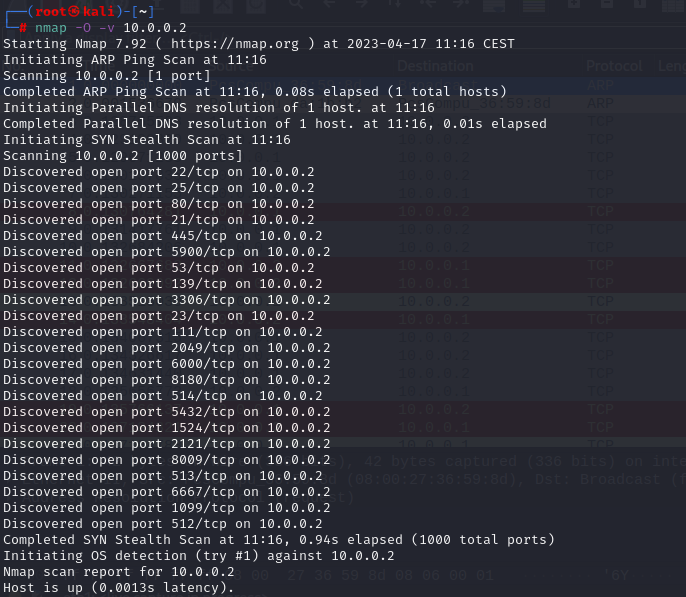 ┌──(root㉿kali)-[~]
└─# nmap -O -v 10.0.0.2
Starting Nmap 7.92 ( https://nmap.org ) at 2023-04-17 11:16 CEST
Initiating ARP Ping Scan at 11:16
Scanning 10.0.0.2 [1 port]
Completed ARP Ping Scan at 11:16, 0.08s elapsed (1 total hosts)
Initiating Parallel DNS resolution of 1 host. at 11:16
Completed Parallel DNS resolution of 1 host. at 11:16, 0.01s elapsed
Initiating SYN Stealth Scan at 11:16
Scanning 10.0.0.2 [1000 ports]
Discovered open port 22/tcp on 10.0.0.2
Discovered open port 25/tcp on 10.0.0.2
Discovered open port 80/tcp on 10.0.0.2
Discovered open port 21/tcp on 10.0.0.2
Discovered open port 445/tcp on 10.0.0.2
Discovered open port 5900/tcp on 10.0.0.2
Discovered open port 53/tcp on 10.0.0.2
Discovered open port 139/tcp on 10.0.0.2
Discovered open port 3306/tcp on 10.0.0.2
Discovered open port 23/tcp on 10.0.0.2
Discovered open port 111/tcp on 10.0.0.2
Discovered open port 2049/tcp on 10.0.0.2
Discovered open port 6000/tcp on 10.0.0.2
Discovered open port 8180/tcp on 10.0.0.2
Discovered open port 514/tcp on 10.0.0.2
Discovered open port 5432/tcp on 10.0.0.2
Discovered open port 1524/tcp on 10.0.0.2
Discovered open port 2121/tcp on 10.0.0.2
Discovered open port 8009/tcp on 10.0.0.2
Discovered open port 513/tcp on 10.0.0.2
Discovered open port 6667/tcp on 10.0.0.2
Discovered open port 1099/tcp on 10.0.0.2
Discovered open port 512/tcp on 10.0.0.2
Completed SYN Stealth Scan at 11:16, 0.94s elapsed (1000 total ports)
Initiating OS detection (try #1) against 10.0.0.2
Nmap scan report for 10.0.0.2
Host is up (0.0013s latency).